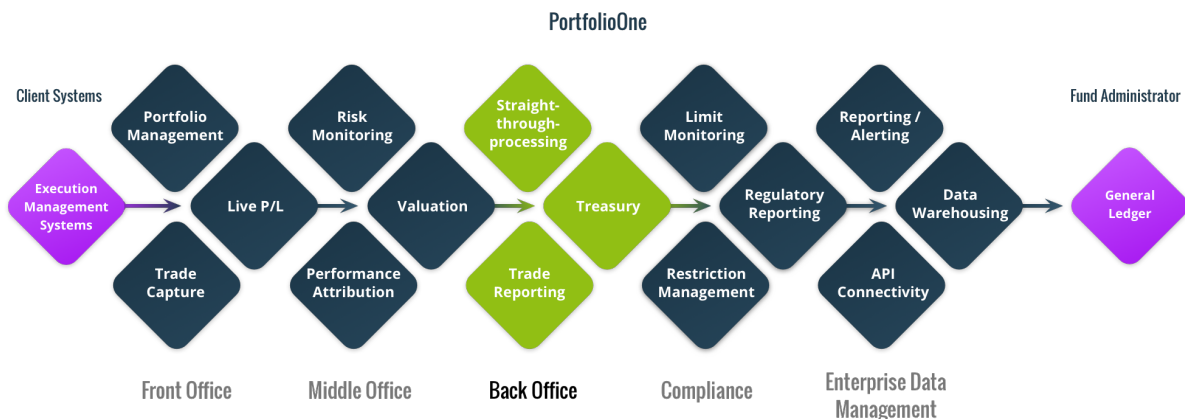 PortfolioOne
Client Systems
Fund Administrator
Execution
Management
Systems
Portfolio
Management
Live P/L
Trade
Capture
Risk
Monitoring
Valuation
Performance
Attribution
Straight-
through-
processing
Treasury
Trade
Reporting
Limit
Monitoring
Regulatory
Reporting
Restriction
Management
Reporting /
Alerting
Data
Warehousing
API
Connectivity
General
Ledger
Front Office
Middle Office
Back Office
Compliance
Enterprise Data
Management